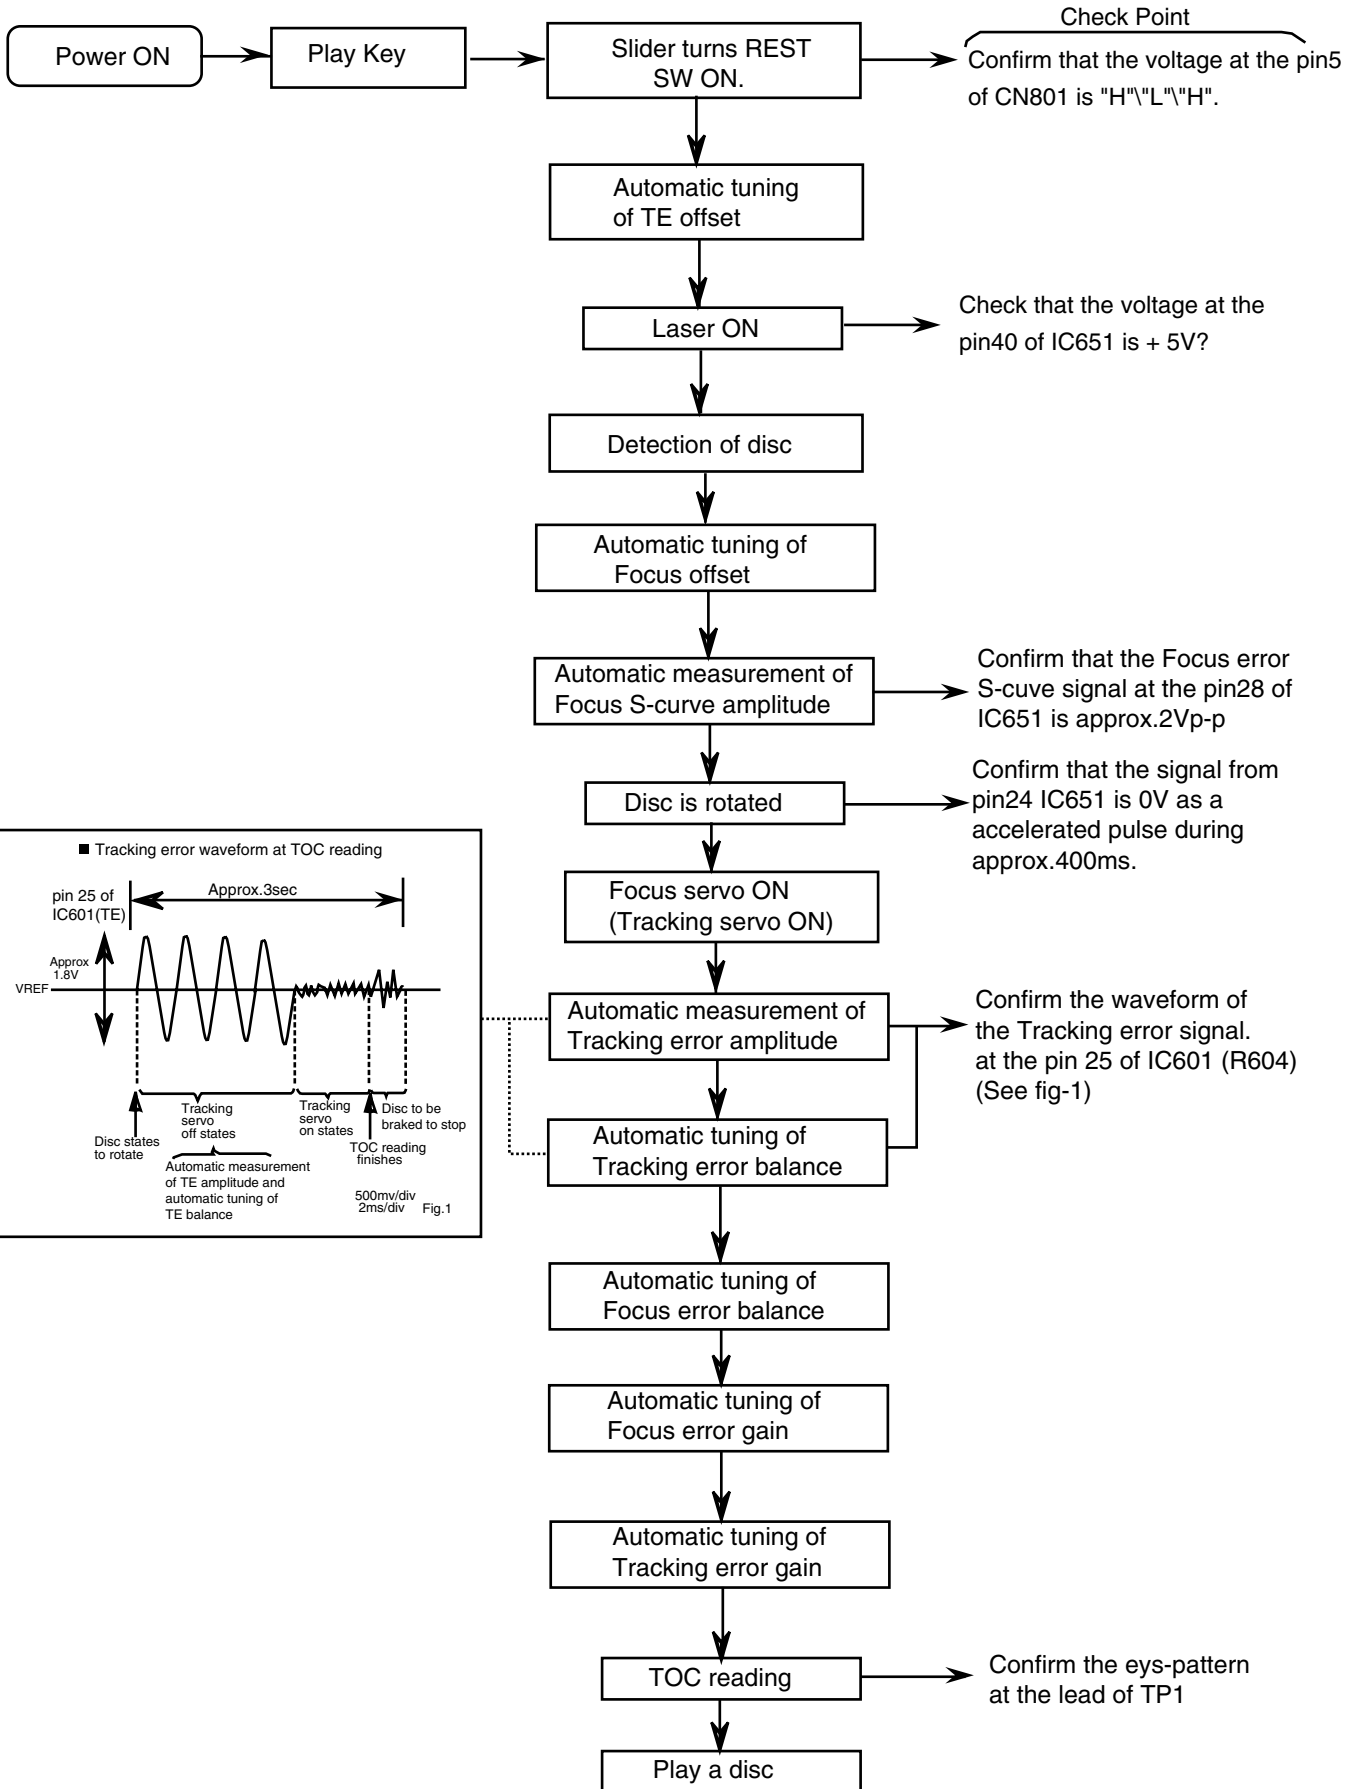 Check Point
Power ON
Play Key
Slider turns REST
SW ON.
Confirm that the voltage at the pin5
of CN801 is "H"\"L"\"H".
Automatic tuning
of TE offset
Laser ON
Check that the voltage at the
pin40 of IC651 is + 5V?
Detection of disc
Automatic tuning of
Focus offset
Automatic measurement of
Focus S-curve amplitude
Confirm that the Focus error
S-cuve signal at the pin28 of
IC651 is approx.2Vp-p
Disc is rotated
Confirm that the signal from
pin24 IC651 is 0V as a
accelerated pulse during
approx.400ms.
Focus servo ON
(Tracking servo ON)
■ Tracking error waveform at TOC reading
pin 25 of
IC601(TE)
Approx.3sec
Approx
1.8V
VREF
Disc states
to rotate
Tracking
servo
off states
Tracking
servo
on states
Disc to be
braked to stop
TOC reading
finishes
Automatic measurement
of TE amplitude and
automatic tuning of
TE balance
500mv/div
2ms/div
Fig.1
Automatic measurement of
Tracking error amplitude
Confirm the waveform of
the Tracking error signal.
at the pin 25 of IC601 (R604)
(See fig-1)
Automatic tuning of
Tracking error balance
Automatic tuning of
Focus error balance
Automatic tuning of
Focus error gain
Automatic tuning of
Tracking error gain
TOC reading
Confirm the eys-pattern
at the lead of TP1
Play a disc